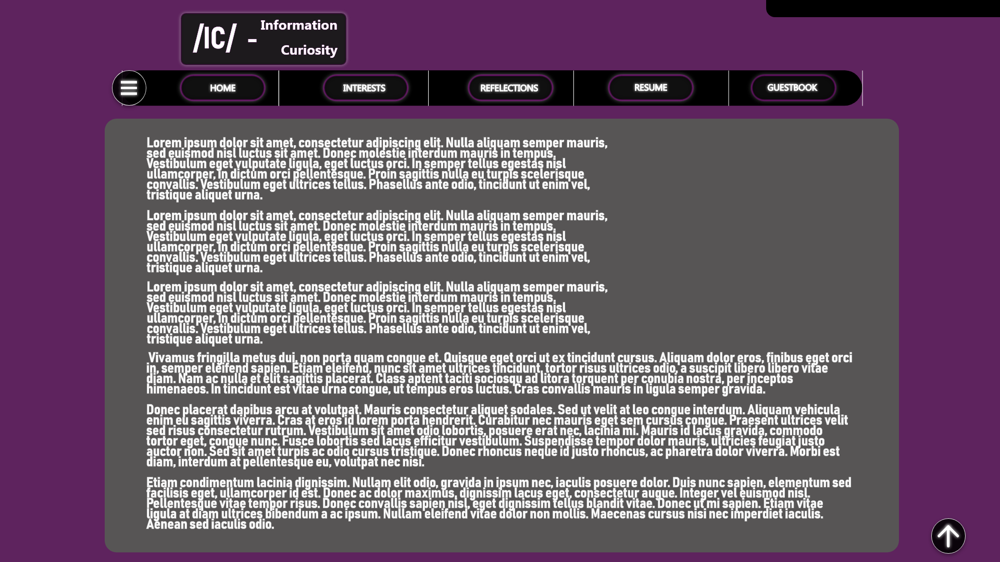 /IC/ - Information
Curiosity
HOME INTERESTS REFELECTIONS RESUME GUESTBOOK
Lorem ipsum dolor sit amet, consectetur adipiscing elit. Nulla aliquam semper mauris,
sed euismod nisl luctus sit amet. Donec molestie interdum mauris in tempus.
Vestibulum eget vulputate ligula, eget luctus orci. In semper tellus egestas nisl
ullamcorper, in dictum orci pellentesque. Proin sagittis nulla eu turpis scelerisque
convallis. Vestibulum eget ultrices tellus. Phasellus ante odio, tincidunt ut enim vel,
tristique aliquet urna.
Lorem ipsum dolor sit amet, consectetur adipiscing elit. Nulla aliquam semper mauris,
sed euismod nisl luctus sit amet. Donec molestie interdum mauris in tempus.
Vestibulum eget vulputate ligula, eget luctus orci. In semper tellus egestas nisl
ullamcorper, in dictum orci pellentesque. Proin sagittis nulla eu turpis scelerisque
convallis. Vestibulum eget ultrices tellus. Phasellus ante odio, tincidunt ut enim vel,
tristique aliquet urna.
Lorem ipsum dolor sit amet, consectetur adipiscing elit. Nulla aliquam semper mauris,
sed euismod nisl luctus sit amet. Donec molestie interdum mauris in tempus.
Vestibulum eget vulputate ligula, eget luctus orci. In semper tellus egestas nisl
ullamcorper, in dictum orci pellentesque. Proin sagittis nulla eu turpis scelerisque
convallis. Vestibulum eget ultrices tellus. Phasellus ante odio, tincidunt ut enim vel,
tristique aliquet urna.
Vivamus fringilla metus dui, non porta quam congue et. Quisque eget orci ut ex tincidunt cursus. Aliquam dolor eros, finibus eget orci
in, semper eleifend sapien. Etiam eleifend, nunc sit amet ultrices tincidunt, tortor risus ultrices odio, a suscipit libero libero vitae
diam. Nam ac nulla et elit sagittis placerat. Class aptent taciti sociosqu ad litora torquent per conubia nostra, per inceptos
himenaeos. In tincidunt est vitae urna congue, ut tempus eros luctus. Cras convallis mauris in ligula semper gravida.
Donec placerat dapibus arcu at volutpat. Mauris consectetur aliquet sodales. Sed ut velit at leo congue interdum. Aliquam vehicula
enim eu sagittis viverra. Cras at eros id lorem porta hendrerit. Curabitur nec mauris eget sem cursus congue. Praesent ultrices velit
sed risus consectetur rutrum. Vestibulum sit amet odio lobortis, posuere erat nec, lacinia mi. Mauris id lacus gravida, commodo
tortor eget, congue nunc. Fusce lobortis sed lacus efficitur vestibulum. Suspendisse tempor dolor mauris, ultricies feugiat justo
auctor non. Sed sit amet turpis ac odio cursus tristique. Donec rhoncus neque id justo rhoncus, ac pharetra dolor viverra. Morbi est
diam, interdum at pellentesque eu, volutpat nec nisi.
Etiam condimentum lacinia dignissim. Nullam elit odio, gravida in ipsum nec, iaculis posuere dolor. Duis nunc sapien, elementum sed
facilisis eget, ullamcorper id est. Donec ac dolor maximus, dignissim lacus eget, consectetur augue. Integer vel euismod nisl.
Pellentesque vitae tempor risus. Donec convallis sapien nisl, eget dignissim tellus blandit vitae. Donec ut mi sapien. Etiam vitae
ligula at diam ultrices bibendum a ac ipsum. Nullam eleifend vitae dolor non mollis. Maecenas cursus nisi nec imperdiet iaculis.
Aenean sed iaculis odio.